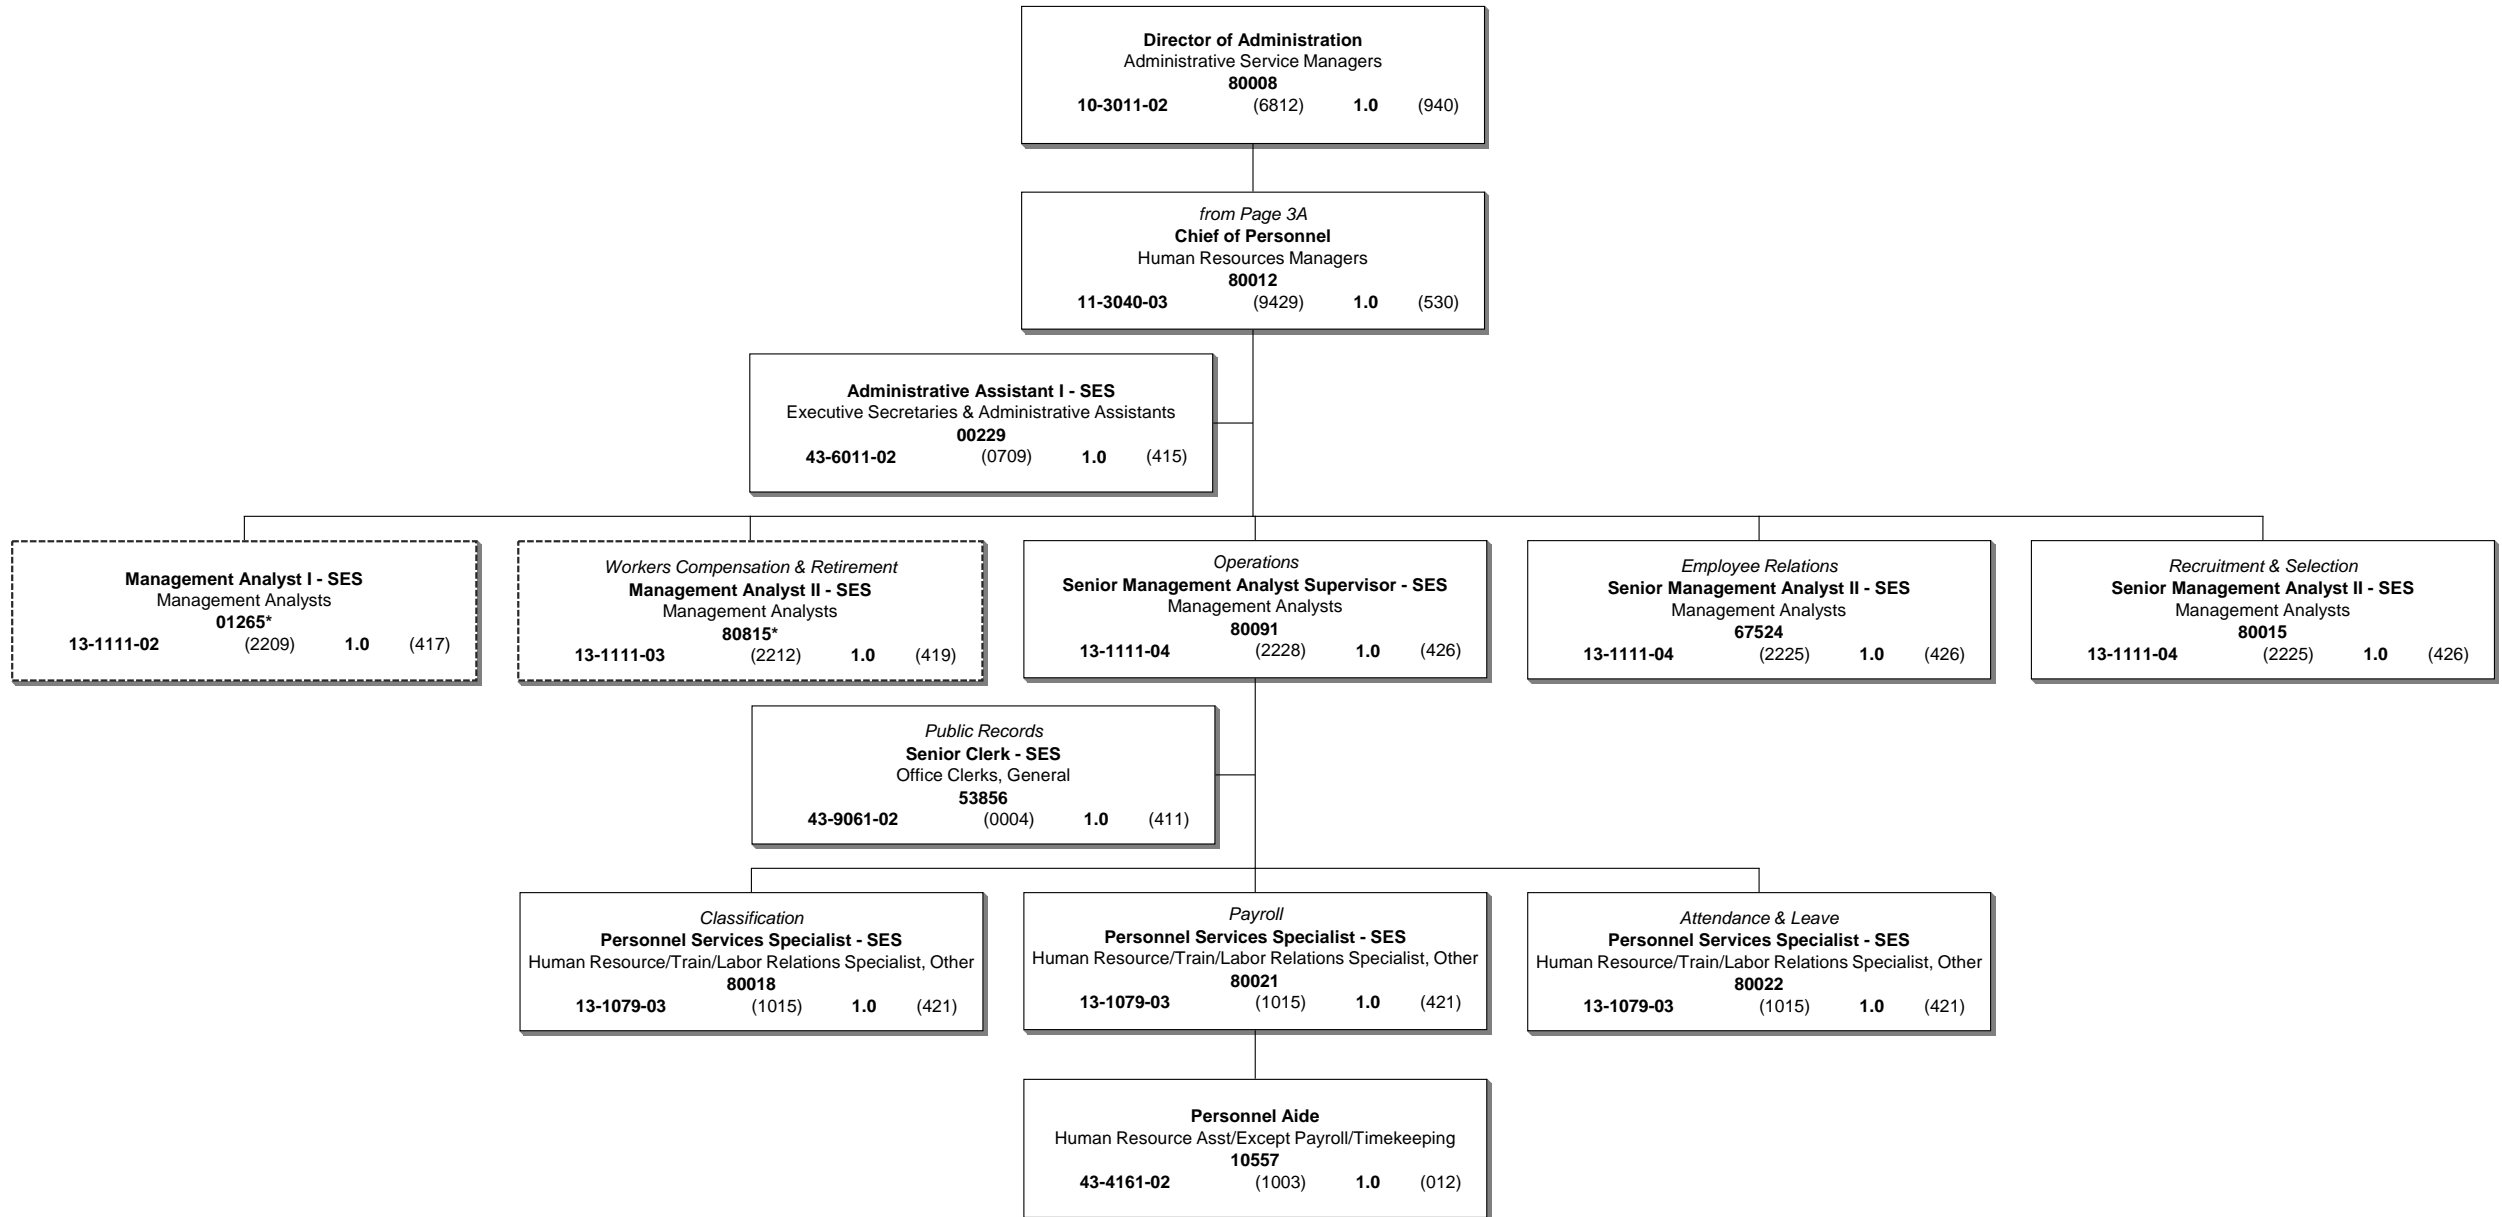 Director of Administration
Administrative Service Managers
80008
10-3011-02 (6812) 1.0 (940)
from Page 3A
Chief of Personnel
Human Resources Managers
80012
11-3040-03 (9429) 1.0 (530)
Administrative Assistant I - SES
Executive Secretaries & Administrative Assistants
00229
43-6011-02 (0709) 1.0 (415)
Management Analyst I - SES
Management Analysts
01265*
13-1111-02 (2209) 1.0 (417)
Workers Compensation & Retirement
Management Analyst II - SES
Management Analysts
80815*
13-1111-03 (2212) 1.0 (419)
Operations
Senior Management Analyst Supervisor - SES
Management Analysts
80091
13-1111-04 (2228) 1.0 (426)
Employee Relations
Senior Management Analyst II - SES
Management Analysts
67524
13-1111-04 (2225) 1.0 (426)
Recruitment & Selection
Senior Management Analyst II - SES
Management Analysts
80015
13-1111-04 (2225) 1.0 (426)
Public Records
Senior Clerk - SES
Office Clerks, General
53856
43-9061-02 (0004) 1.0 (411)
Classification
Personnel Services Specialist - SES
Human Resource/Train/Labor Relations Specialist, Other
80018
13-1079-03 (1015) 1.0 (421)
Payroll
Personnel Services Specialist - SES
Human Resource/Train/Labor Relations Specialist, Other
80021
13-1079-03 (1015) 1.0 (421)
Attendance & Leave
Personnel Services Specialist - SES
Human Resource/Train/Labor Relations Specialist, Other
80022
13-1079-03 (1015) 1.0 (421)
Personnel Aide
Human Resource Asst/Except Payroll/Timekeeping
10557
43-4161-02 (1003) 1.0 (012)